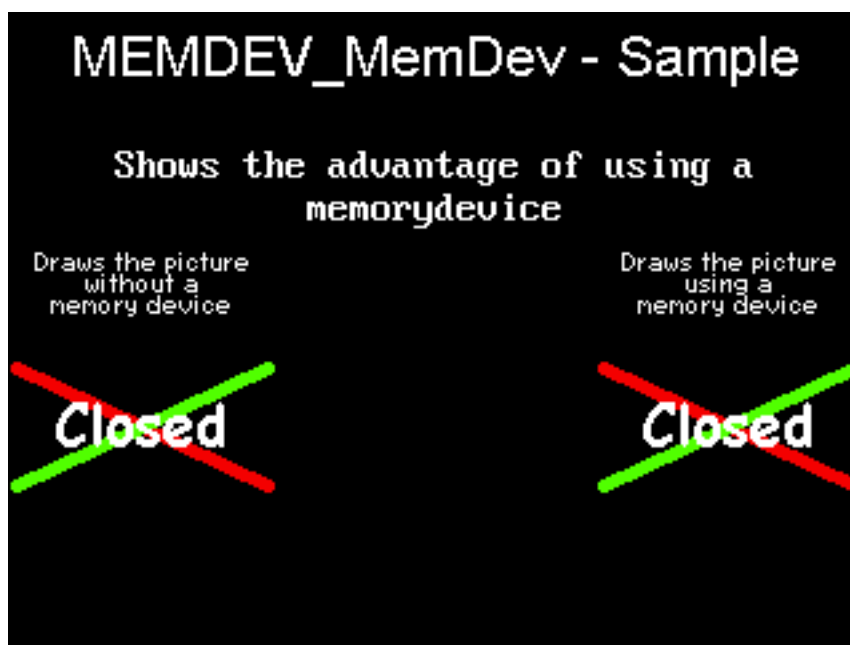 MEMDEV_MemDev - Sample
Shows the advantage of using a
memorydevice
Draws the picture
without a
memory device
Draws the picture
using a
memory device
Closed
Closed